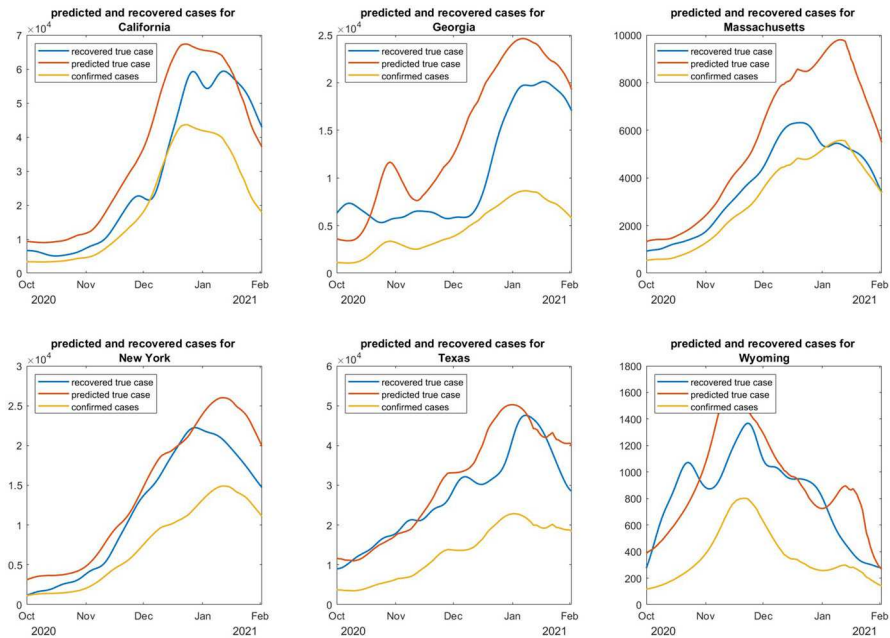 predicted and recovered cases for
California
×10^4
recovered true case
predicted true case
confirmed cases
7
6
5
4
3
2
1
0
Oct Nov Dec Jan Feb
2020 2021
predicted and recovered cases for
Georgia
×10^4
recovered true case
predicted true case
confirmed cases
2.5
2
1.5
1
0.5
0
Oct Nov Dec Jan Feb
2020 2021
predicted and recovered cases for
Massachusetts
recovered true case
predicted true case
confirmed cases
10000
8000
6000
4000
2000
0
Oct Nov Dec Jan Feb
2020 2021
predicted and recovered cases for
New York
×10^4
recovered true case
predicted true case
confirmed cases
3
2.5
2
1.5
1
0.5
0
Oct Nov Dec Jan Feb
2020 2021
predicted and recovered cases for
Texas
×10^4
recovered true case
predicted true case
confirmed cases
6
5
4
3
2
1
0
Oct Nov Dec Jan Feb
2020 2021
predicted and recovered cases for
Wyoming
recovered true case
predicted true case
confirmed cases
1800
1600
1400
1200
1000
800
600
400
200
0
Oct Nov Dec Jan Feb
2020 2021